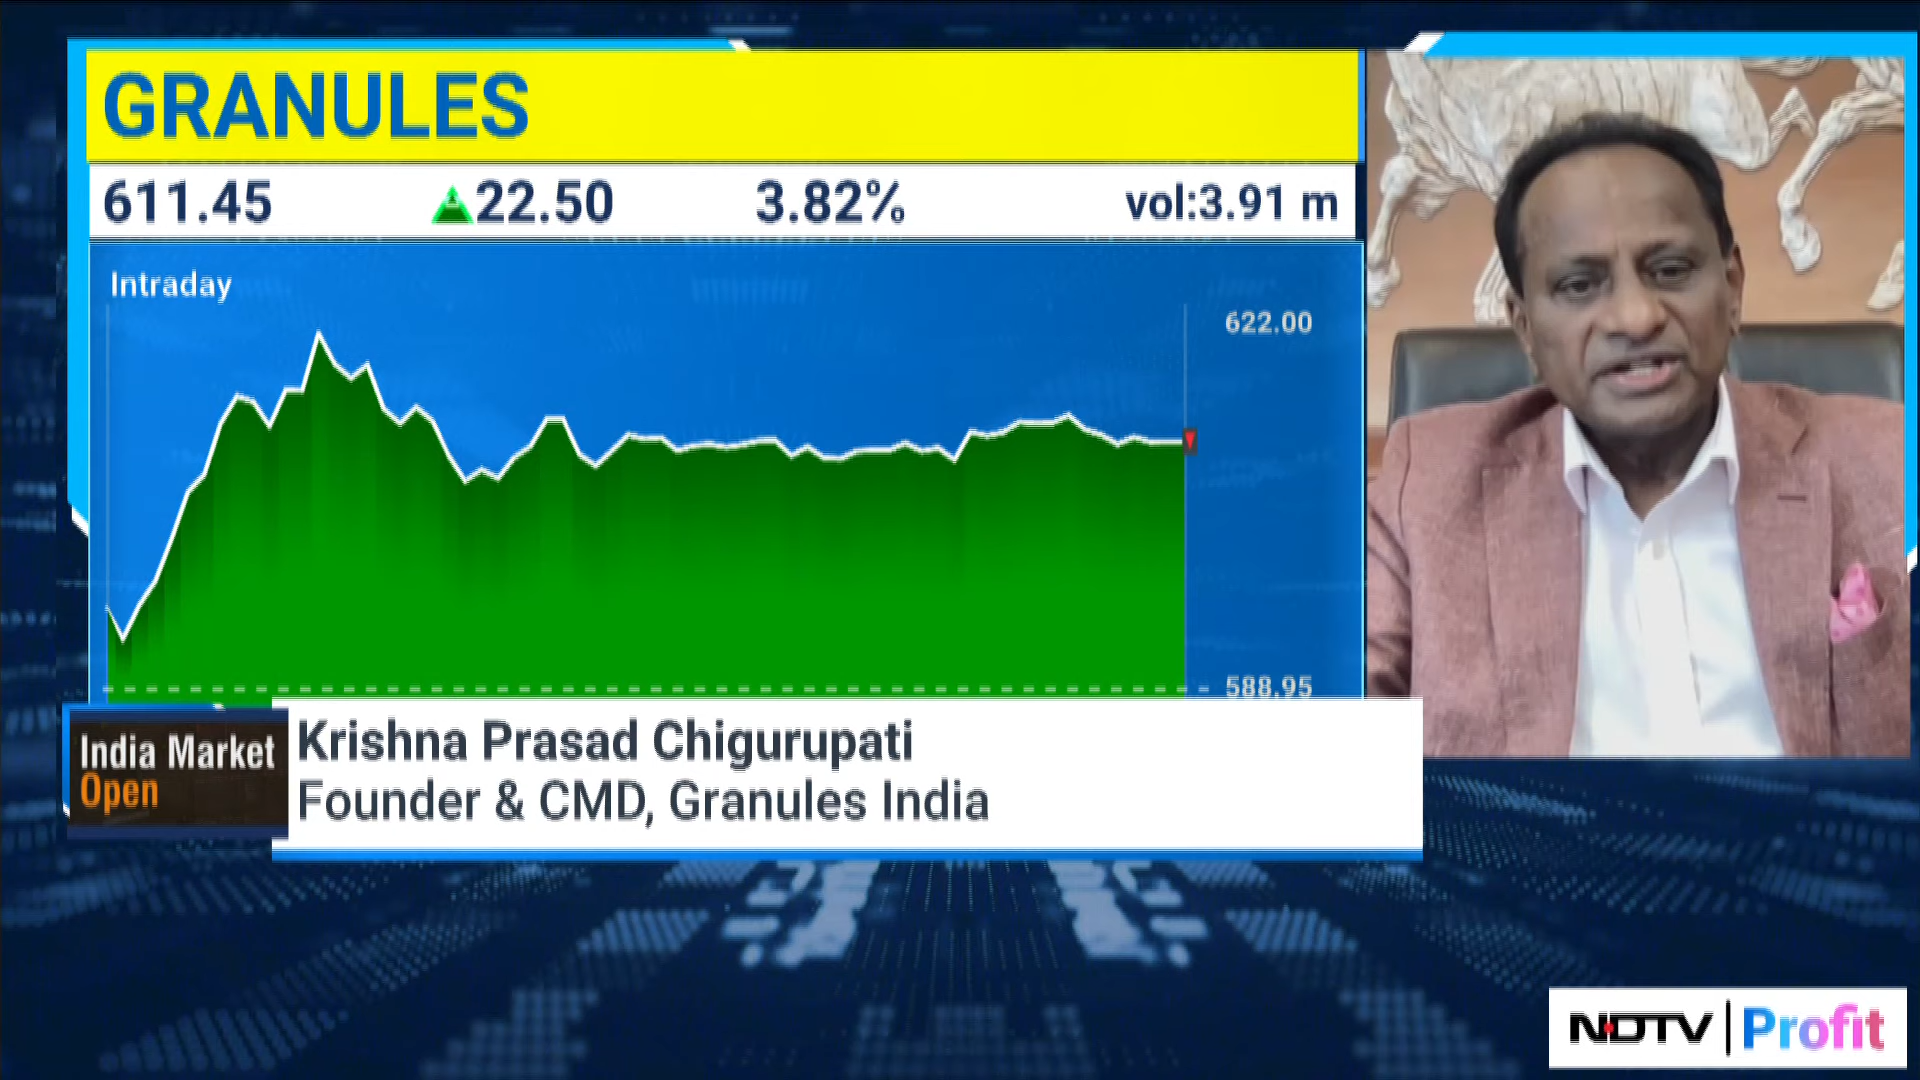 GRANULES
611.45 22.50 3.82% vol:3.91 m
Intraday
622.00
588.95
India Market
Open
Krishna Prasad Chigurupati
Founder & CMD, Granules India
NDTV Profit